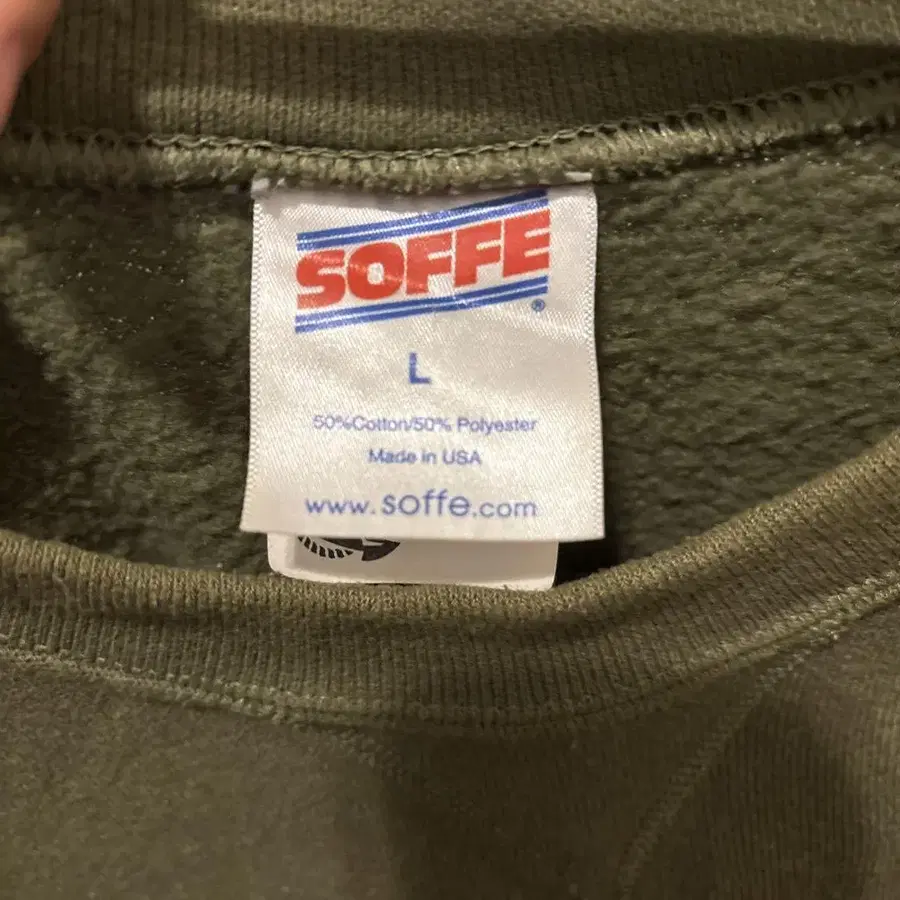 SOFFE
®
L
50%Cotton/50% Polyester
Made in USA
www.soffe.com